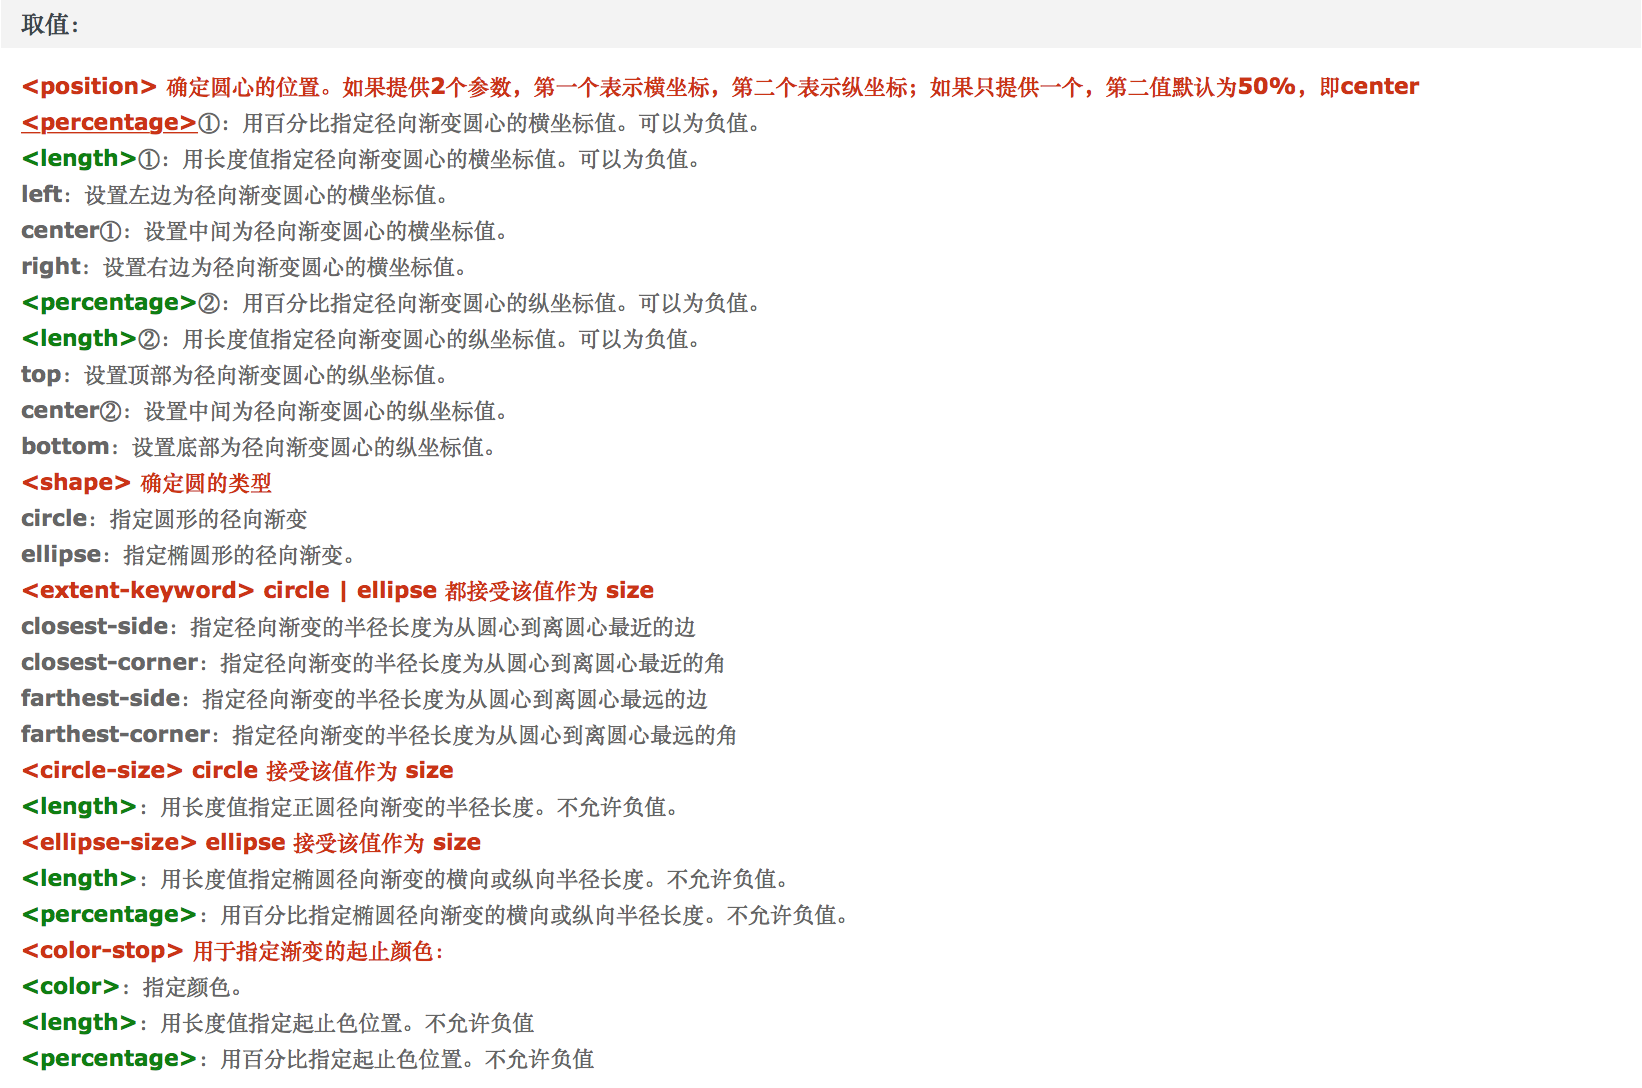 取值：
<position> 确定圆心的位置。如果提供2个参数，第一个表示横坐标，第二个表示纵坐标；如果只提供一个，第二值默认为50%，即center
<percentage>①：用百分比指定径向渐变圆心的横坐标值。可以为负值。
<length>①：用长度值指定径向渐变圆心的横坐标值。可以为负值。
left：设置左边为径向渐变圆心的横坐标值。
center①：设置中间为径向渐变圆心的横坐标值。
right：设置右边为径向渐变圆心的横坐标值。
<percentage>②：用百分比指定径向渐变圆心的纵坐标值。可以为负值。
<length>②：用长度值指定径向渐变圆心的纵坐标值。可以为负值。
top：设置顶部为径向渐变圆心的纵坐标值。
center②：设置中间为径向渐变圆心的纵坐标值。
bottom：设置底部为径向渐变圆心的纵坐标值。
<shape> 确定圆的类型
circle：指定圆形的径向渐变
ellipse：指定椭圆形的径向渐变。
<extent-keyword> circle | ellipse 都接受该值作为 size
closest-side：指定径向渐变的半径长度为从圆心到离圆心最近的边
closest-corner：指定径向渐变的半径长度为从圆心到离圆心最近的角
farthest-side：指定径向渐变的半径长度为从圆心到离圆心最远的边
farthest-corner：指定径向渐变的半径长度为从圆心到离圆心最远的角
<circle-size> circle 接受该值作为 size
<length>：用长度值指定正圆径向渐变的半径长度。不允许负值。
<ellipse-size> ellipse 接受该值作为 size
<length>：用长度值指定椭圆径向渐变的横向或纵向半径长度。不允许负值。
<percentage>：用百分比指定椭圆径向渐变的横向或纵向半径长度。不允许负值。
<color-stop> 用于指定渐变的起止颜色：
<color>：指定颜色。
<length>：用长度值指定起止色位置。不允许负值
<percentage>：用百分比指定起止色位置。不允许负值